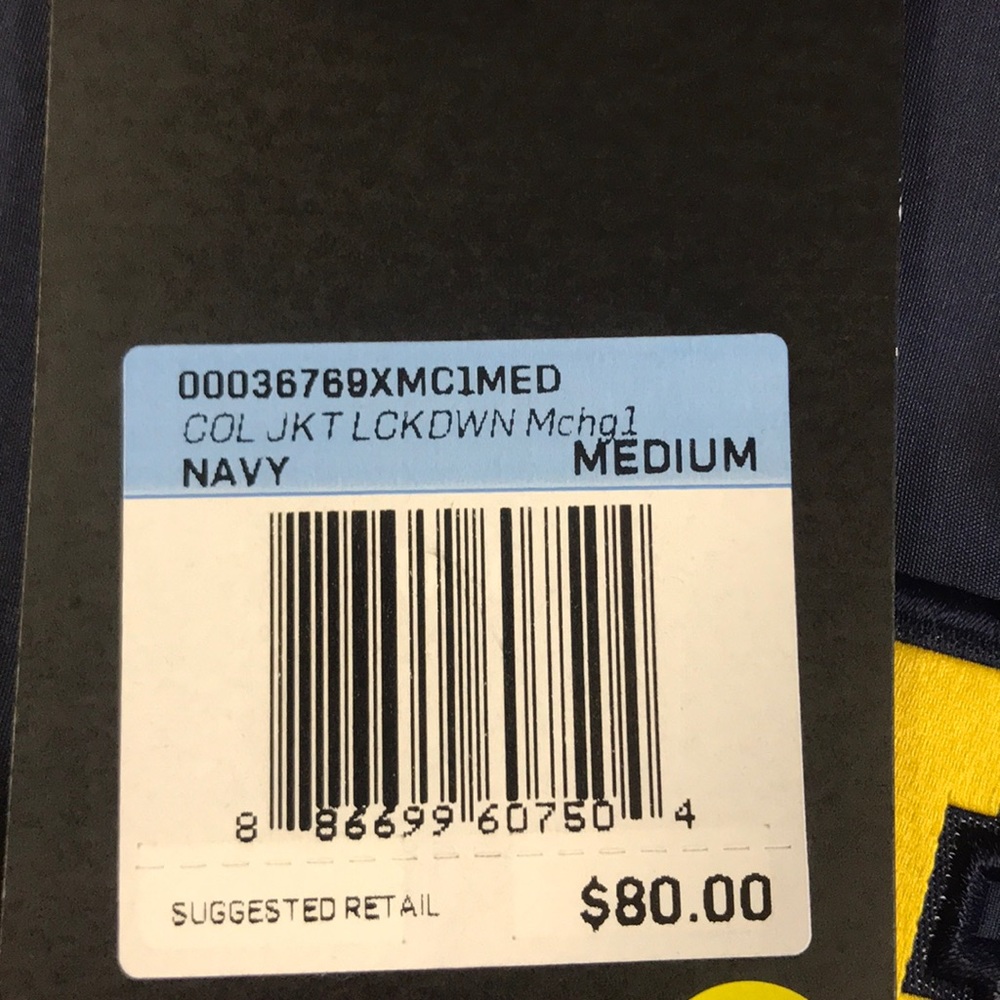 00036769XMC1MED
COL JKT LCKDWN Mchg1
NAVY MEDIUM
8 86699 60750 4
SUGGESTED RETAIL $80.00